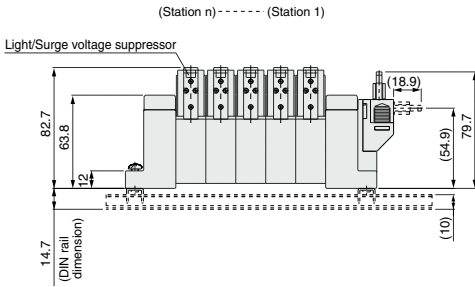 (Station n)
(Station 1)
Light/Surge voltage suppressor
(18.9)
82.7
63.8
12
(54.9)
79.7
14.7
(DIN rail
dimension)
(10)